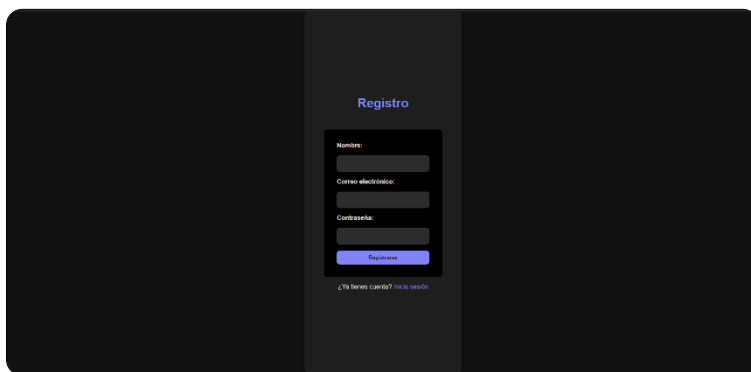 Registro
Nombre:
Correo electrónico:
Contraseña:
Registrarse
¿Ya tienes cuenta? Inicia sesión